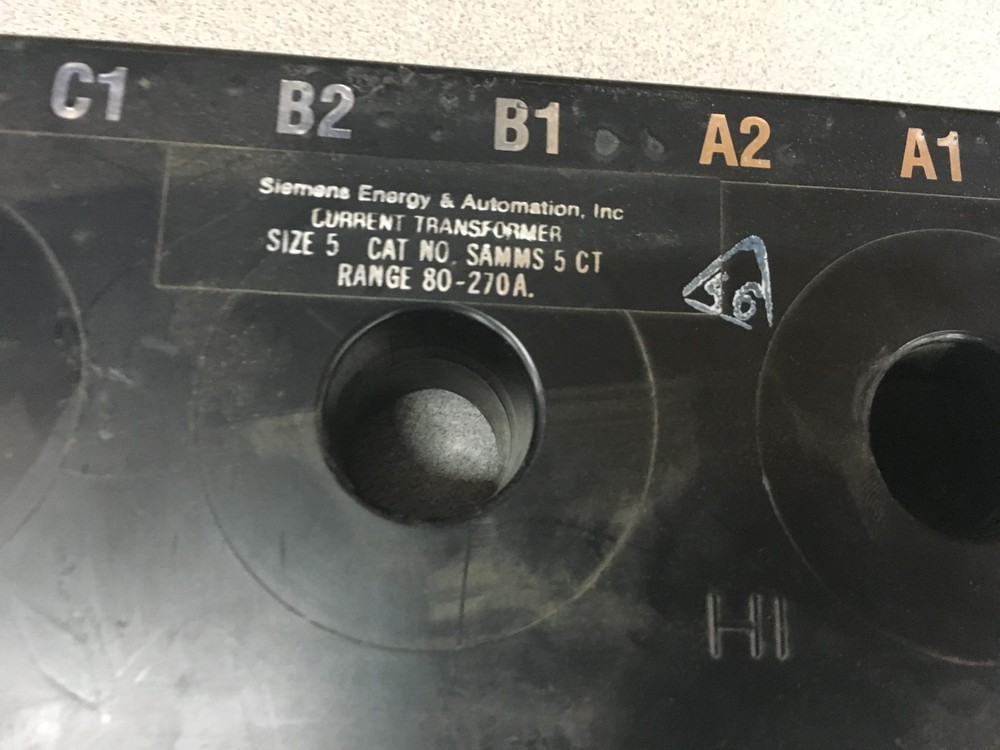 C1 B2 B1 A2 A1
Siemens Energy & Automation, Inc
CURRENT TRANSFORMER
SIZE 5 CAT NO. SAMMS 5 CT
RANGE 80-270A.
56
H1